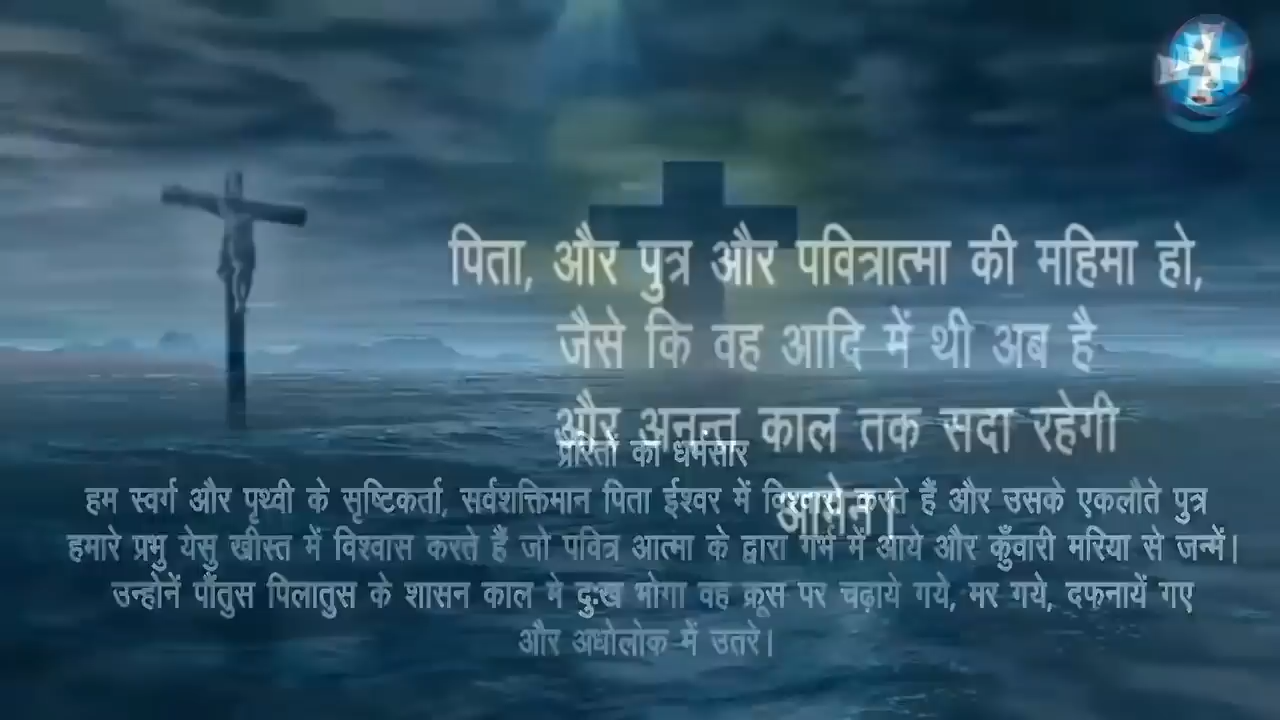 पिता, और पुत्र और पवित्रात्मा की महिमा हो,
जैसे कि वह आदि में थी अब है
और अनन्त काल तक सदा रहेगी
आमेन।
प्रेरितों का धर्मसार
हम स्वर्ग और पृथ्वी के सृष्टिकर्ता, सर्वशक्तिमान पिता ईश्वर में विश्वास करते हैं और उसके एकलौते पुत्र
हमारे प्रभु येसु ख्रीस्त में विश्वास करते हैं जो पवित्र आत्मा के द्वारा गर्भ में आये और कुँवारी मरिया से जन्में।
उन्होनें पौंतुस पिलातुस के शासन काल मे दुःख भोगा वह क्रूस पर चढ़ाये गये, मर गये, दफनायें गए
और अधोलोक में उतरे।